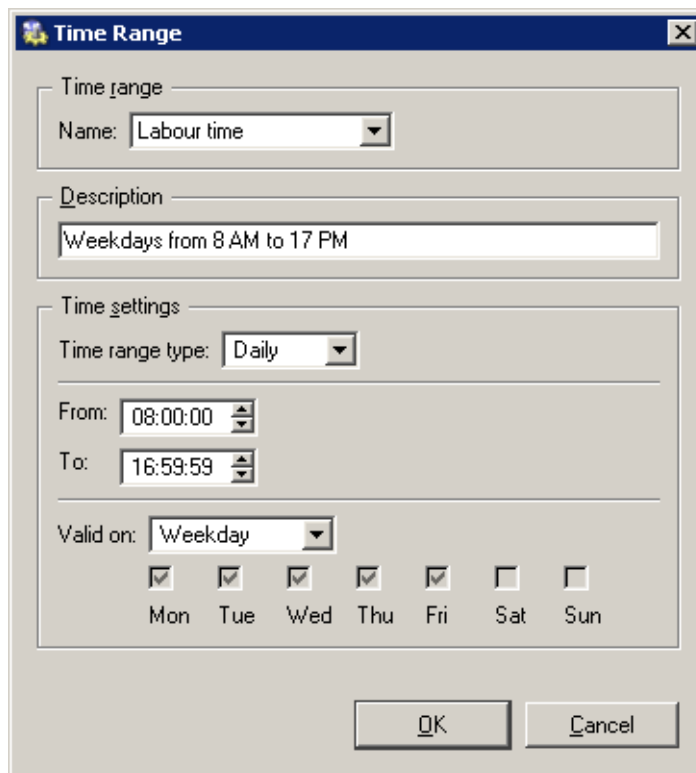 Time Range
Time range
Name: Labour time
Description
Weekdays from 8 AM to 17 PM
Time settings
Time range type: Daily
From: 08:00:00
To: 16:59:59
Valid on: Weekday
Mon Tue Wed Thu Fri Sat Sun
OK Cancel